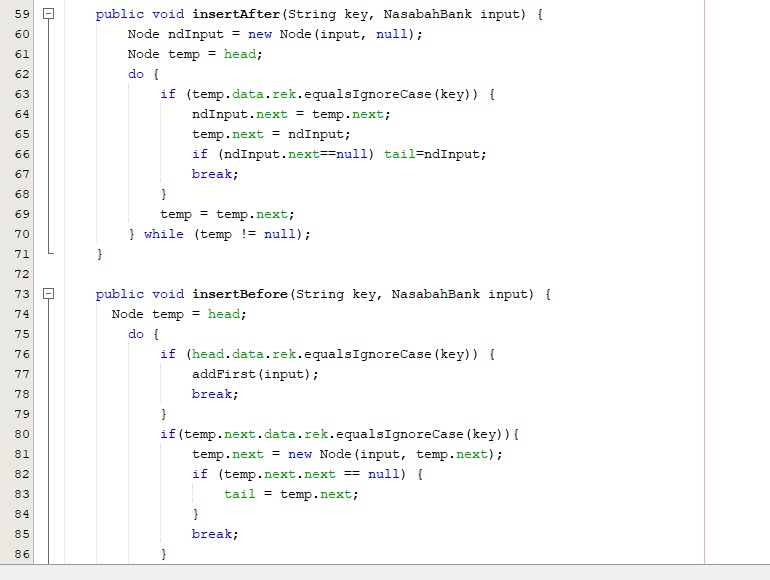 59 public void insertAfter(String key, NasabahBank input) {
60 Node ndInput = new Node(input, null);
61 Node temp = head;
62 do {
63 if (temp.data.rek.equalsIgnoreCase(key)) {
64 ndInput.next = temp.next;
65 temp.next = ndInput;
66 if (ndInput.next==null) tail=ndInput;
67 break;
68 }
69 temp = temp.next;
70 } while (temp != null);
71 }
72
73 public void insertBefore(String key, NasabahBank input) {
74 Node temp = head;
75 do {
76 if (head.data.rek.equalsIgnoreCase(key)) {
77 addFirst(input);
78 break;
79 }
80 if(temp.next.data.rek.equalsIgnoreCase(key)){
81 temp.next = new Node(input, temp.next);
82 if (temp.next.next == null) {
83 tail = temp.next;
84 }
85 break;
86 }